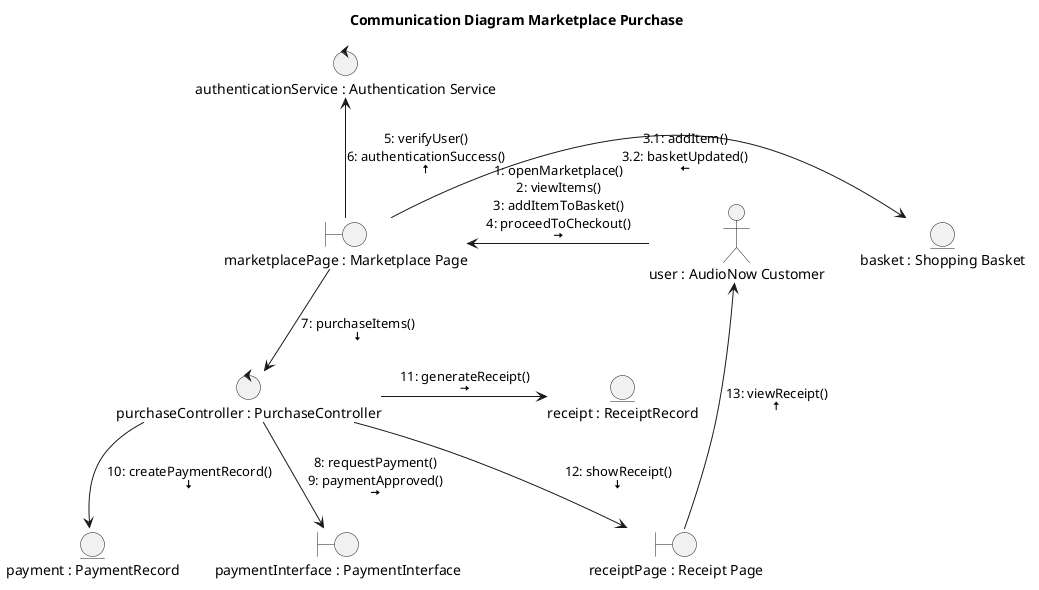 Communication Diagram Marketplace Purchase
authenticationService : Authentication Service
5: verifyUser()
6: authenticationSuccess()
3.1: addItem()
3.2: basketUpdated()
1: openMarketplace()
2: viewItems()
3: addItemToBasket()
4: proceedToCheckout()
marketplacePage : Marketplace Page
user : AudioNow Customer
basket : Shopping Basket
7: purchaseItems()
purchaseController : PurchaseController
11: generateReceipt()
receipt : ReceiptRecord
13: viewReceipt()
10: createPaymentRecord()
8: requestPayment()
9: paymentApproved()
12: showReceipt()
payment : PaymentRecord
paymentInterface : PaymentInterface
receiptPage : Receipt Page